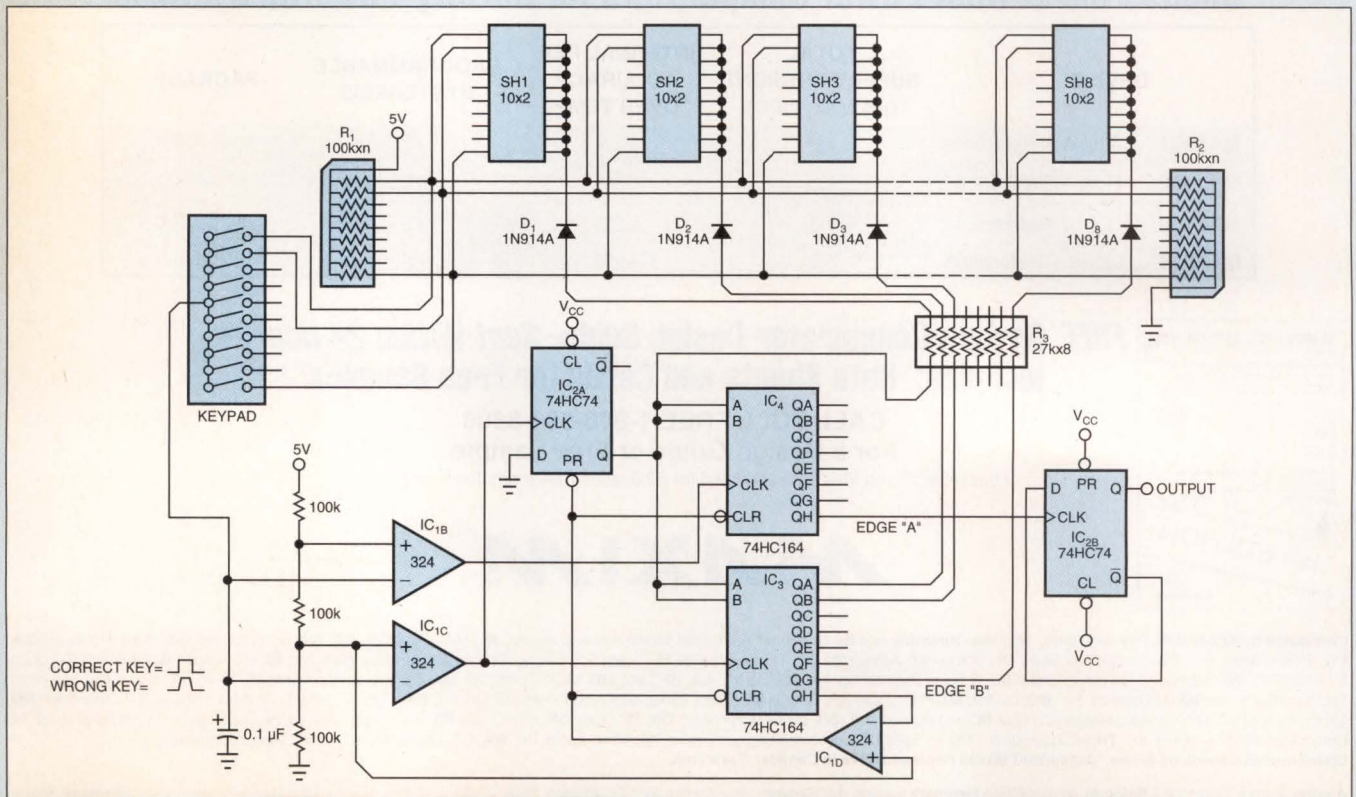 SH1
10x2
SH2
10x2
SH3
10x2
SH8
10x2
5V
R1
100kxn
R2
100kxn
D1
1N914A
D2
1N914A
D3
1N914A
D8
1N914A
KEYPAD
VCC
CL Q̅
IC2A
74HC74
CLK
D Q
PR
R3
27kx8
IC4
A QA
B QB
QC
QD
QE
CLK QF
QG
CLR QH
74HC164
EDGE "A"
IC3
A QA
B QB
QC
QD
QE
CLK QF
QG
CLR QH
74HC164
EDGE "B"
VCC
D PR Q
OUTPUT
CLK
IC2B
74HC74
CL Q̅
VCC
5V
100k
IC1B
+
324
−
100k
IC1C
+
324
−
CORRECT KEY=
WRONG KEY=
+
0.1 µF
100k
−
324
+
IC1D